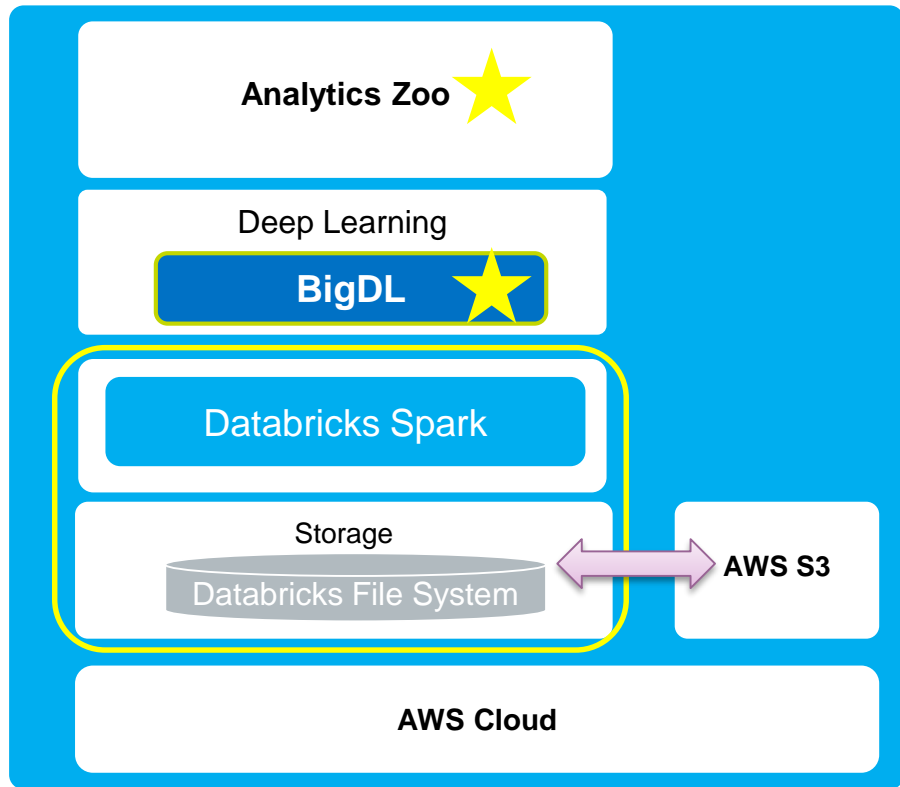 Analytics Zoo
Deep Learning
BigDL
Databricks Spark
Storage
Databricks File System
AWS S3
AWS Cloud